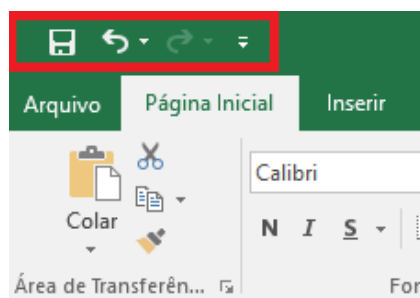 Arquivo Página Inicial Inserir
Calibri
Colar
N I S
Área de Transferên...